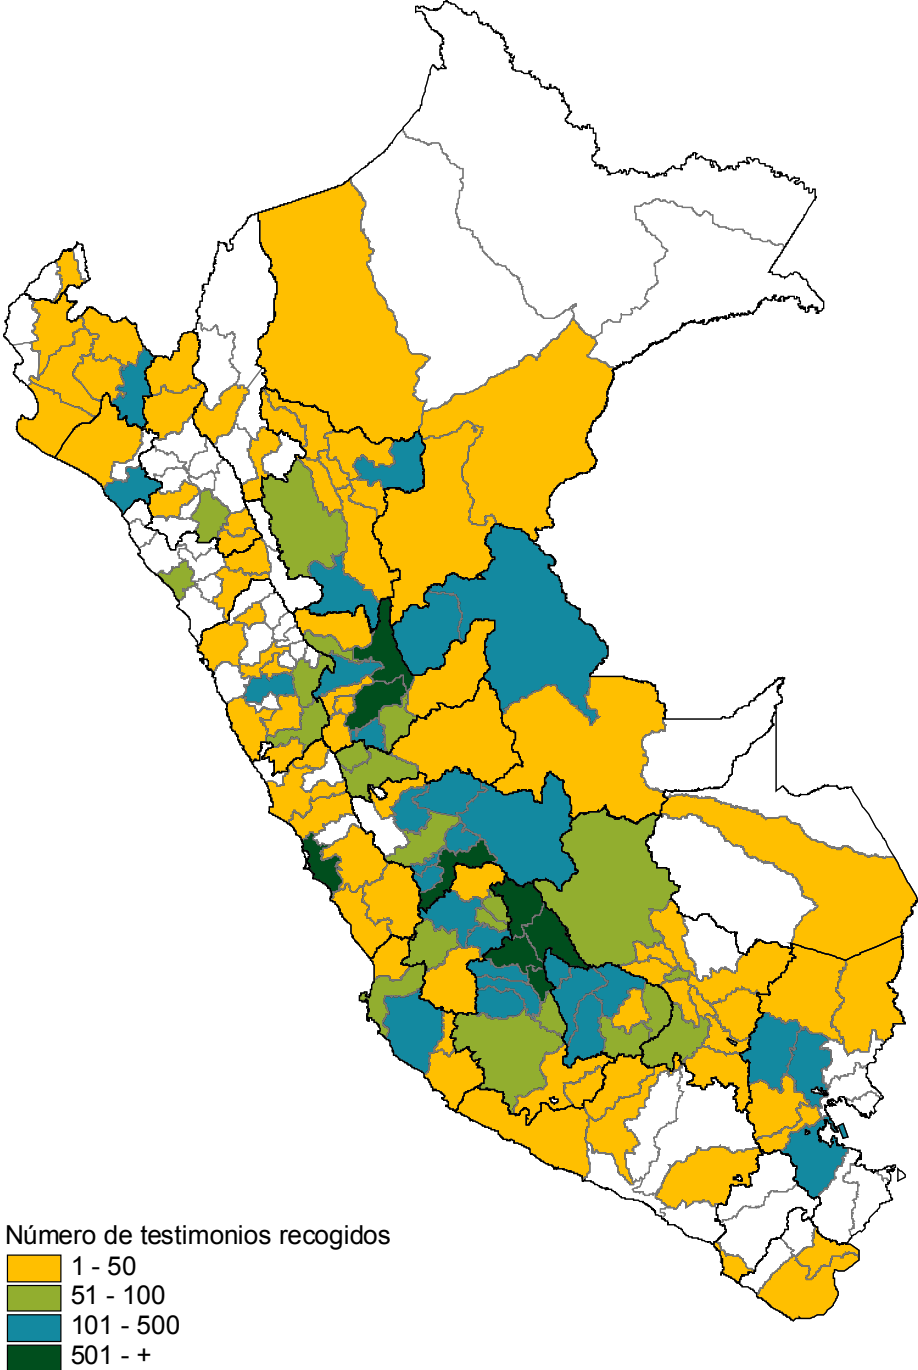 Número de testimonios recogidos
1 - 50
51 - 100
101 - 500
501 - +